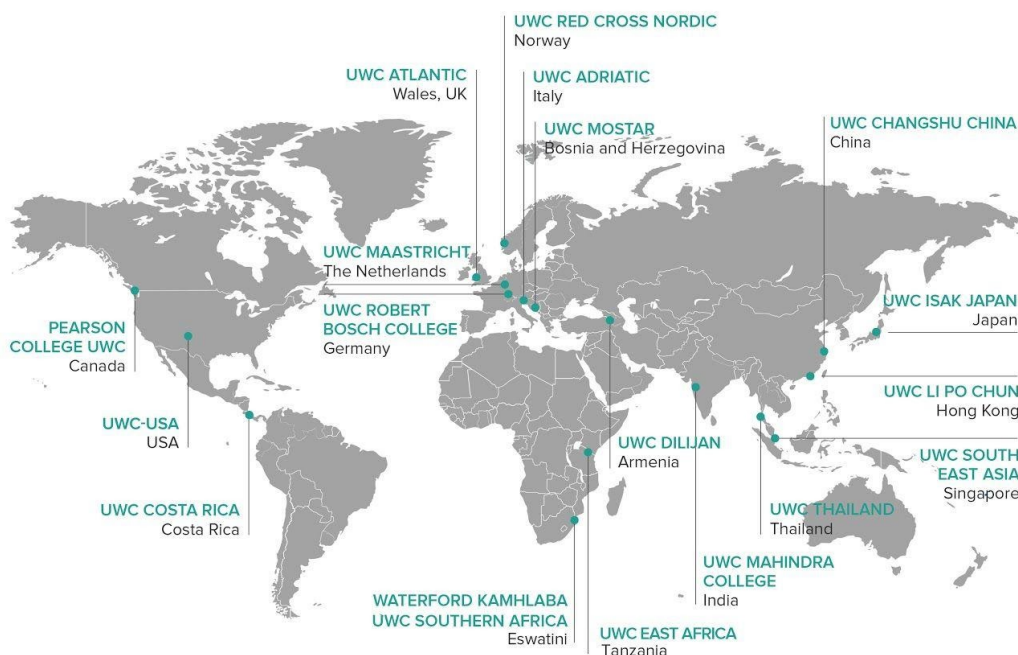 UWC RED CROSS NORDIC
Norway
UWC ATLANTIC
Wales, UK
UWC ADRIATIC
Italy
UWC MOSTAR
Bosnia and Herzegovina
UWC CHANGSHU CHINA
China
UWC MAASTRICHT
The Netherlands
UWC ROBERT
BOSCH COLLEGE
Germany
UWC ISAK JAPAN
Japan
PEARSON
COLLEGE UWC
Canada
UWC-USA
USA
UWC LI PO CHUN
Hong Kong
UWC DILIJAN
Armenia
UWC SOUTH
EAST ASIA
Singapore
UWC COSTA RICA
Costa Rica
UWC THAILAND
Thailand
UWC MAHINDRA
COLLEGE
India
WATERFORD KAMHLABA
UWC SOUTHERN AFRICA
Eswatini
UWC EAST AFRICA
Tanzania